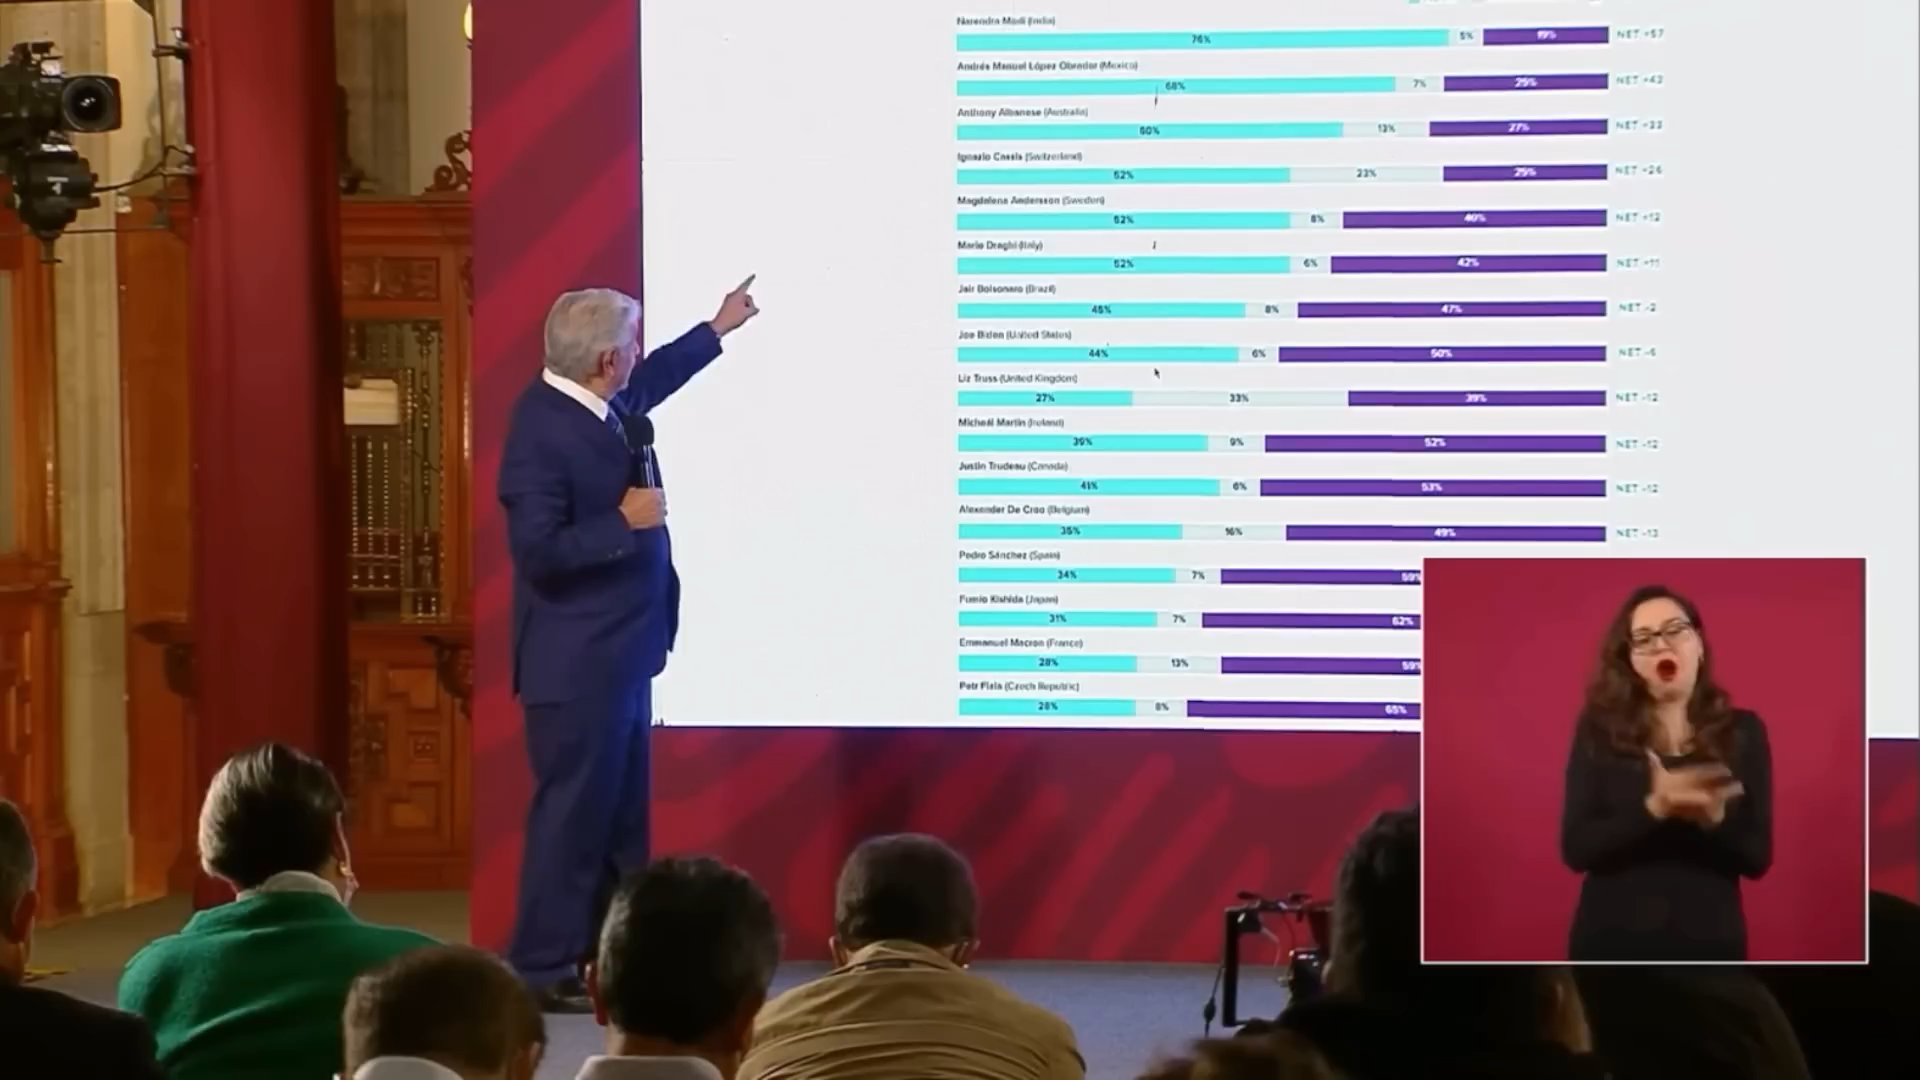 Narendra Modi (India)
76% 5% 19% NET +57
Andrés Manuel López Obrador (Mexico)
68% 7% 25% NET +43
Anthony Albanese (Australia)
60% 13% 27% NET +33
Ignazio Cassis (Switzerland)
52% 23% 25% NET +26
Magdalena Andersson (Sweden)
52% 8% 40% NET +12
Mario Draghi (Italy)
52% 6% 42% NET +11
Jair Bolsonaro (Brazil)
45% 8% 47% NET -2
Joe Biden (United States)
44% 6% 50% NET -6
Liz Truss (United Kingdom)
27% 33% 39% NET -12
Micheál Martin (Ireland)
39% 9% 52% NET -12
Justin Trudeau (Canada)
41% 6% 53% NET -12
Alexander De Croo (Belgium)
35% 16% 49% NET -13
Pedro Sánchez (Spain)
34% 7% 59%
Fumio Kishida (Japan)
31% 7% 62%
Emmanuel Macron (France)
28% 13% 59%
Petr Fiala (Czech Republic)
28% 8% 65%